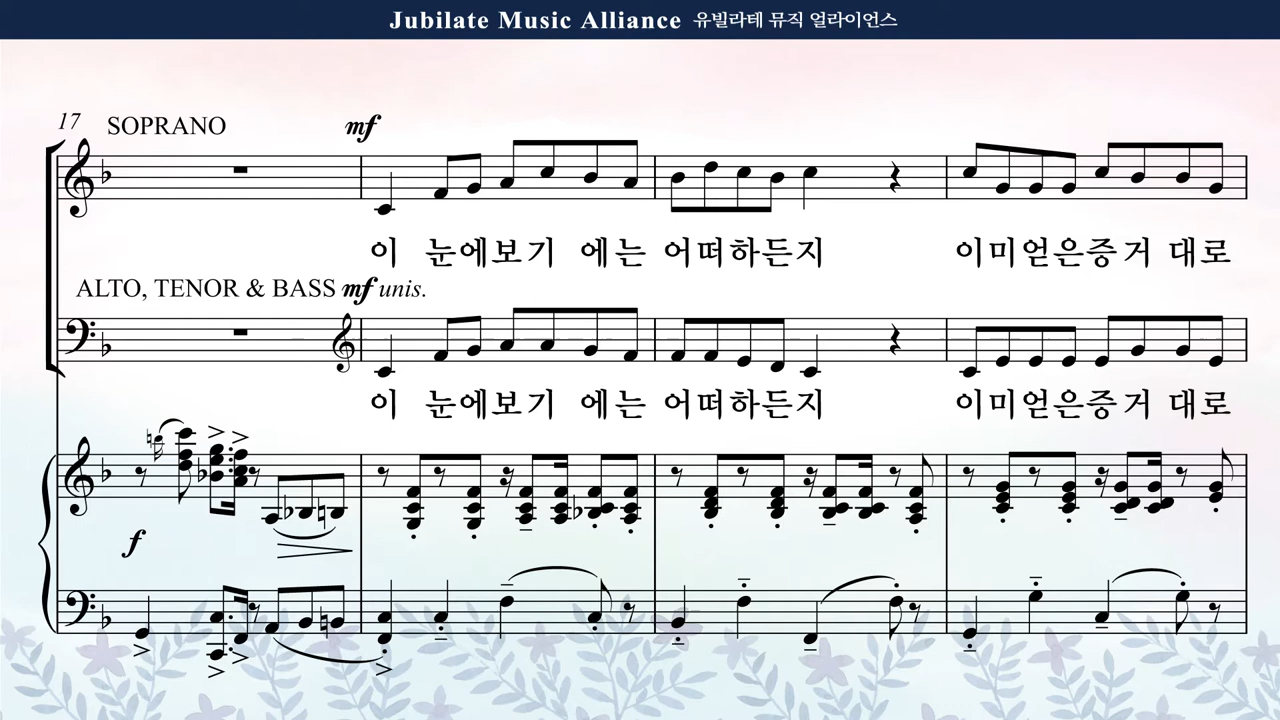 Jubilate Music Alliance 유빌라테 뮤직 얼라이언스
17 SOPRANO mf
이 눈에보기 에는 어떠하든지 이미얻은증거 대로
ALTO, TENOR & BASS mf unis.
이 눈에보기 에는 어떠하든지 이미얻은증거 대로
f